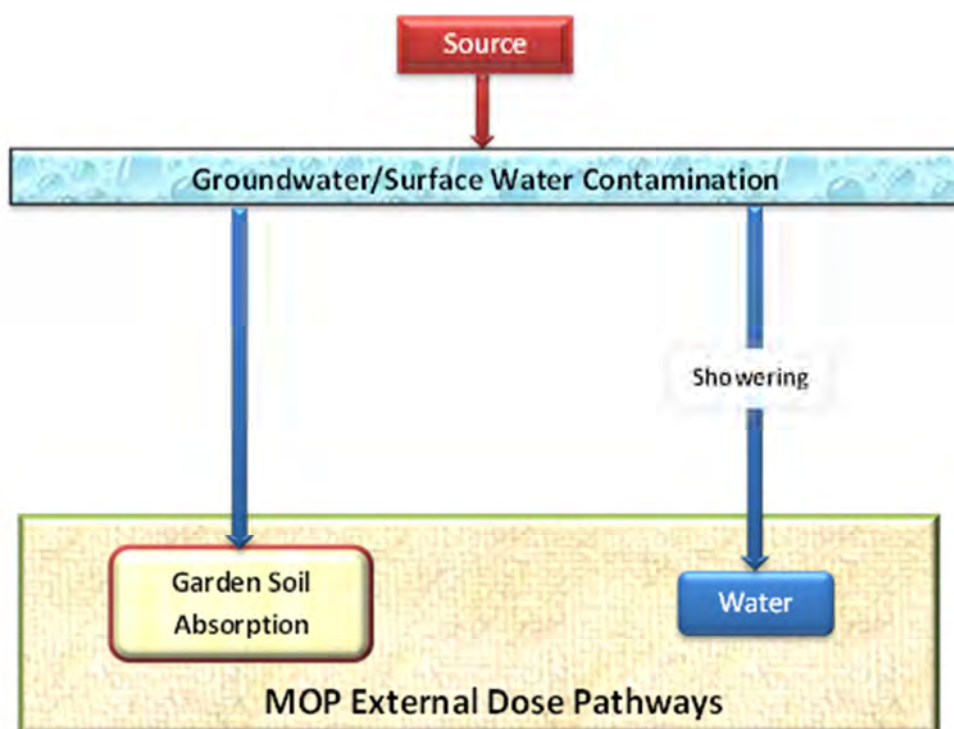 Source
Groundwater/Surface Water Contamination
Showering
Garden Soil
Absorption
Water
MOP External Dose Pathways